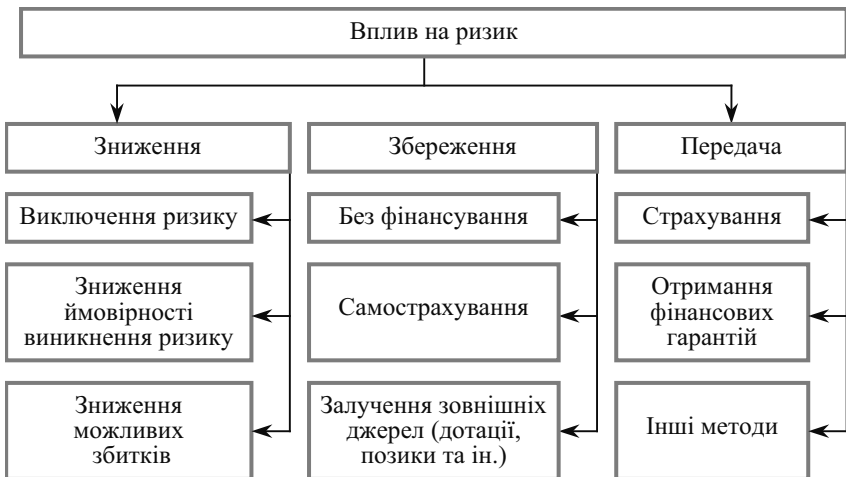 Вплив на ризик
Зниження
Збереження
Передача
Виключення ризику
Без фінансування
Страхування
Зниження
ймовірності
виникнення ризику
Самострахування
Отримання
фінансових
гарантій
Зниження
можливих
збитків
Залучення зовнішніх
джерел (дотації,
позики та ін.)
Інші методи